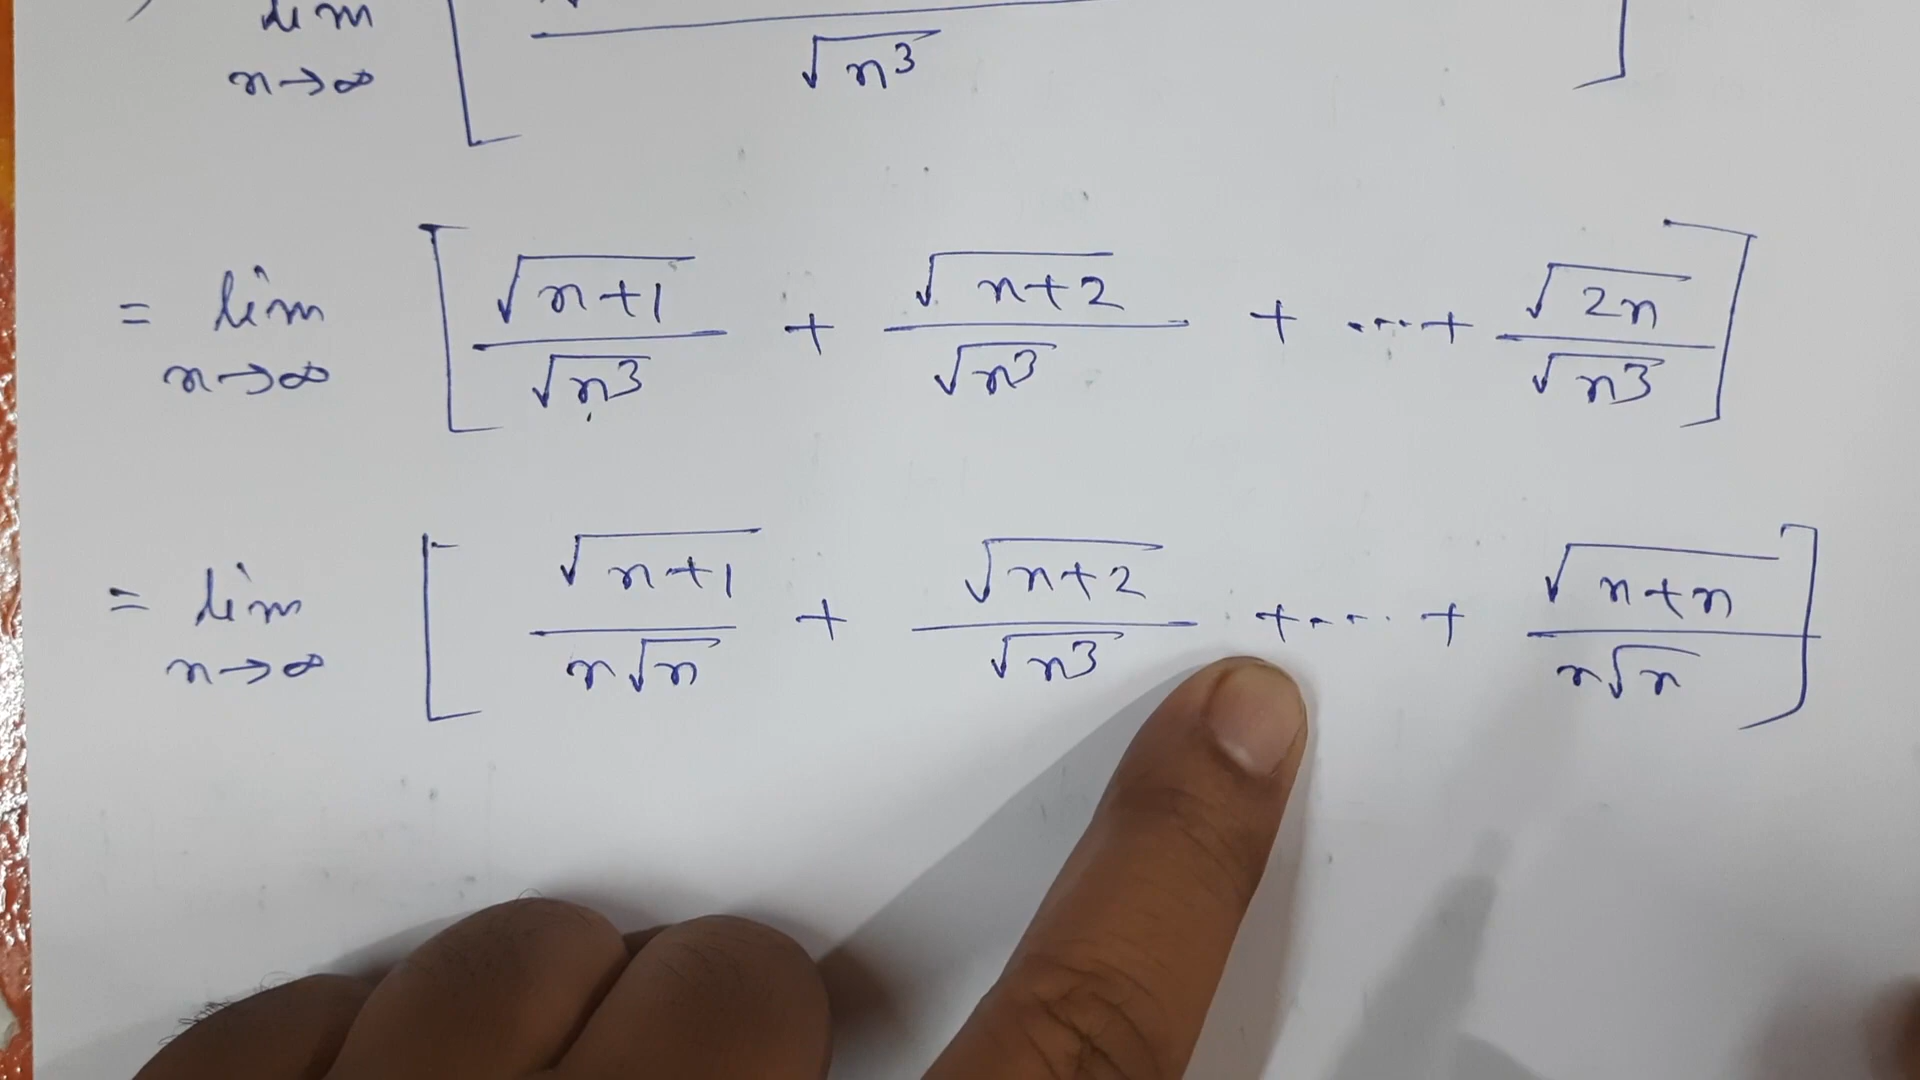 lim
n→∞ [ ──── / √n³ ]
= lim n→∞ [ √(n+1)/√n³ + √(n+2)/√n³ + ....+ √(2n)/√n³ ]
= lim n→∞ [ √(n+1)/n√n + √(n+2)/√n³ +.... + √(n+n)/n√n ]